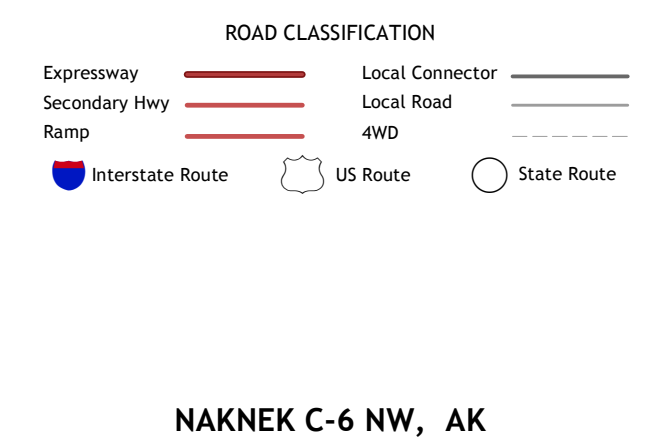 ROAD CLASSIFICATION
Expressway
Local Connector
Secondary Hwy
Local Road
Ramp
4WD
Interstate Route
US Route
State Route
NAKNEK C-6 NW, AK